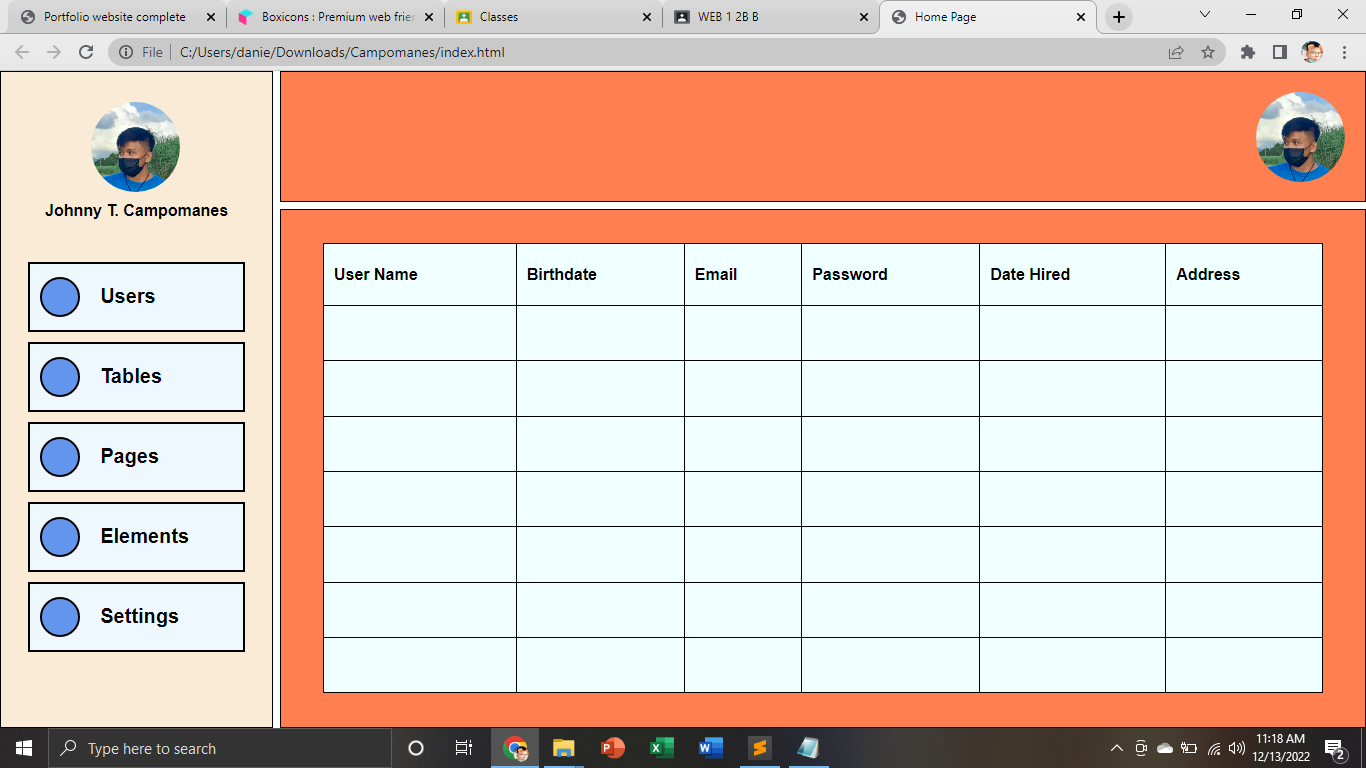 Portfolio website complete
Boxicons : Premium web frier
Classes
WEB 1 2B B
Home Page
File | C:/Users/danie/Downloads/Campomanes/index.html
Johnny T. Campomanes
Users
Tables
Pages
Elements
Settings
User Name Birthdate Email Password Date Hired Address
Type here to search
11:18 AM
12/13/2022
2